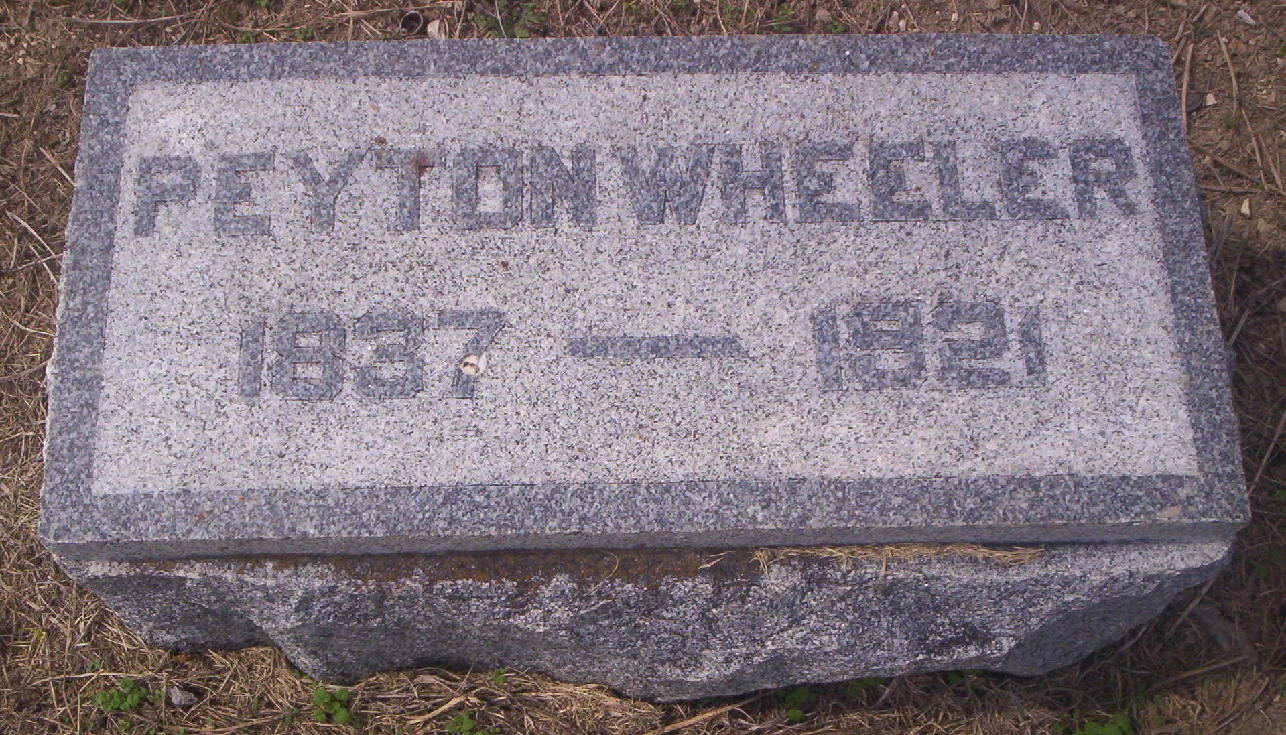 PEYTON WHEELER
1837 — 1921